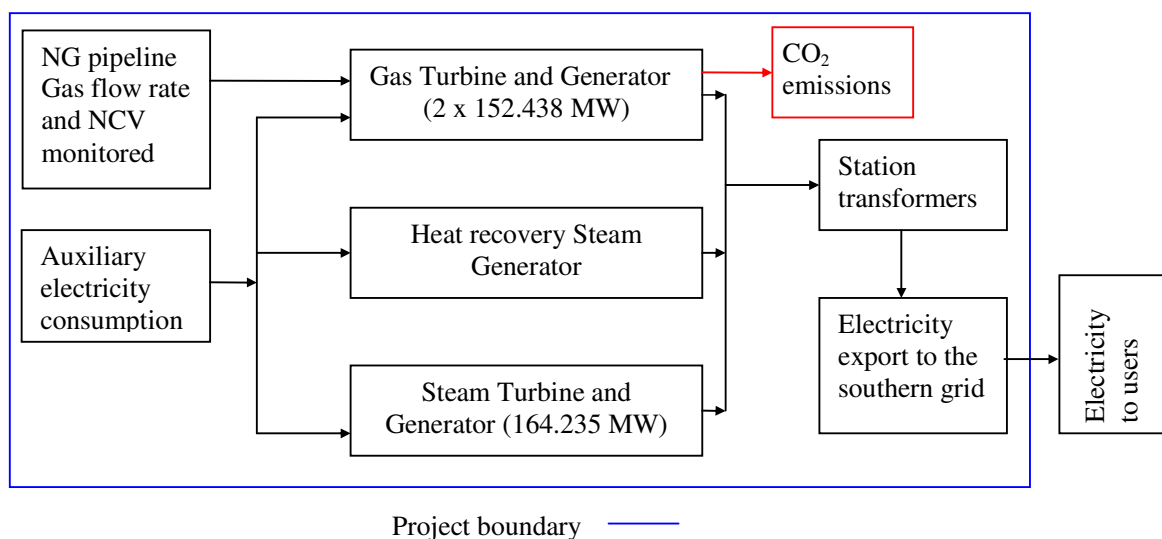 NG pipeline
Gas flow rate
and NCV
monitored
Gas Turbine and Generator
(2 x 152.438 MW)
CO₂
emissions
Station
transformers
Auxiliary
electricity
consumption
Heat recovery Steam
Generator
Electricity
export to the
southern grid
Electricity
to users
Steam Turbine and
Generator (164.235 MW)
Project boundary